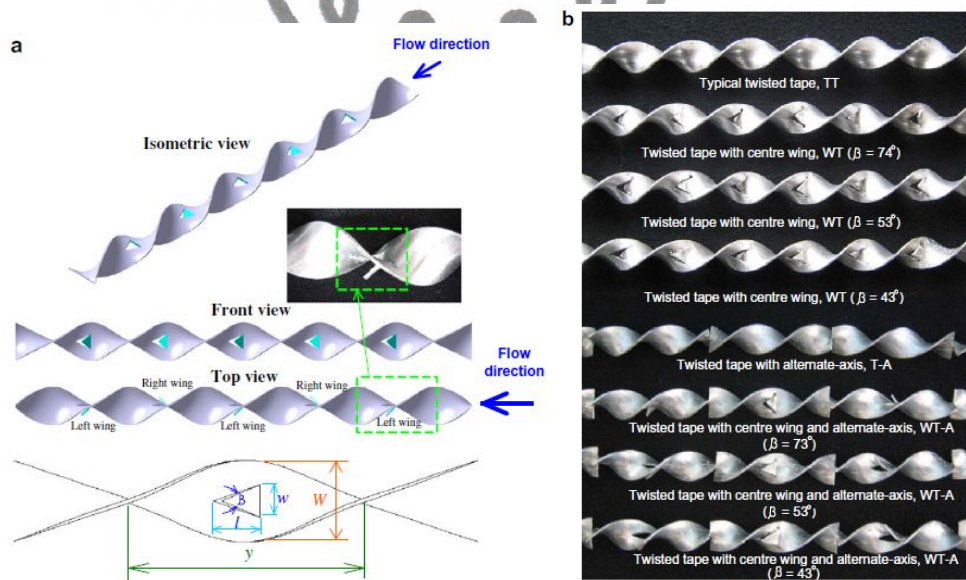 a
Flow direction
Isometric view
Front view
Flow
direction
Top view
Right wing
Right wing
Left wing
Left wing
Left wing
β
w
W
l
y
b
Typical twisted tape, TT
Twisted tape with centre wing, WT (β = 74°)
Twisted tape with centre wing, WT (β = 53°)
Twisted tape with centre wing, WT (β = 43°)
Twisted tape with alternate-axis, T-A
Twisted tape with centre wing and alternate-axis, WT-A
(β = 73°)
Twisted tape with centre wing and alternate-axis, WT-A
(β = 53°)
Twisted tape with centre wing and alternate-axis, WT-A
(β = 43°)